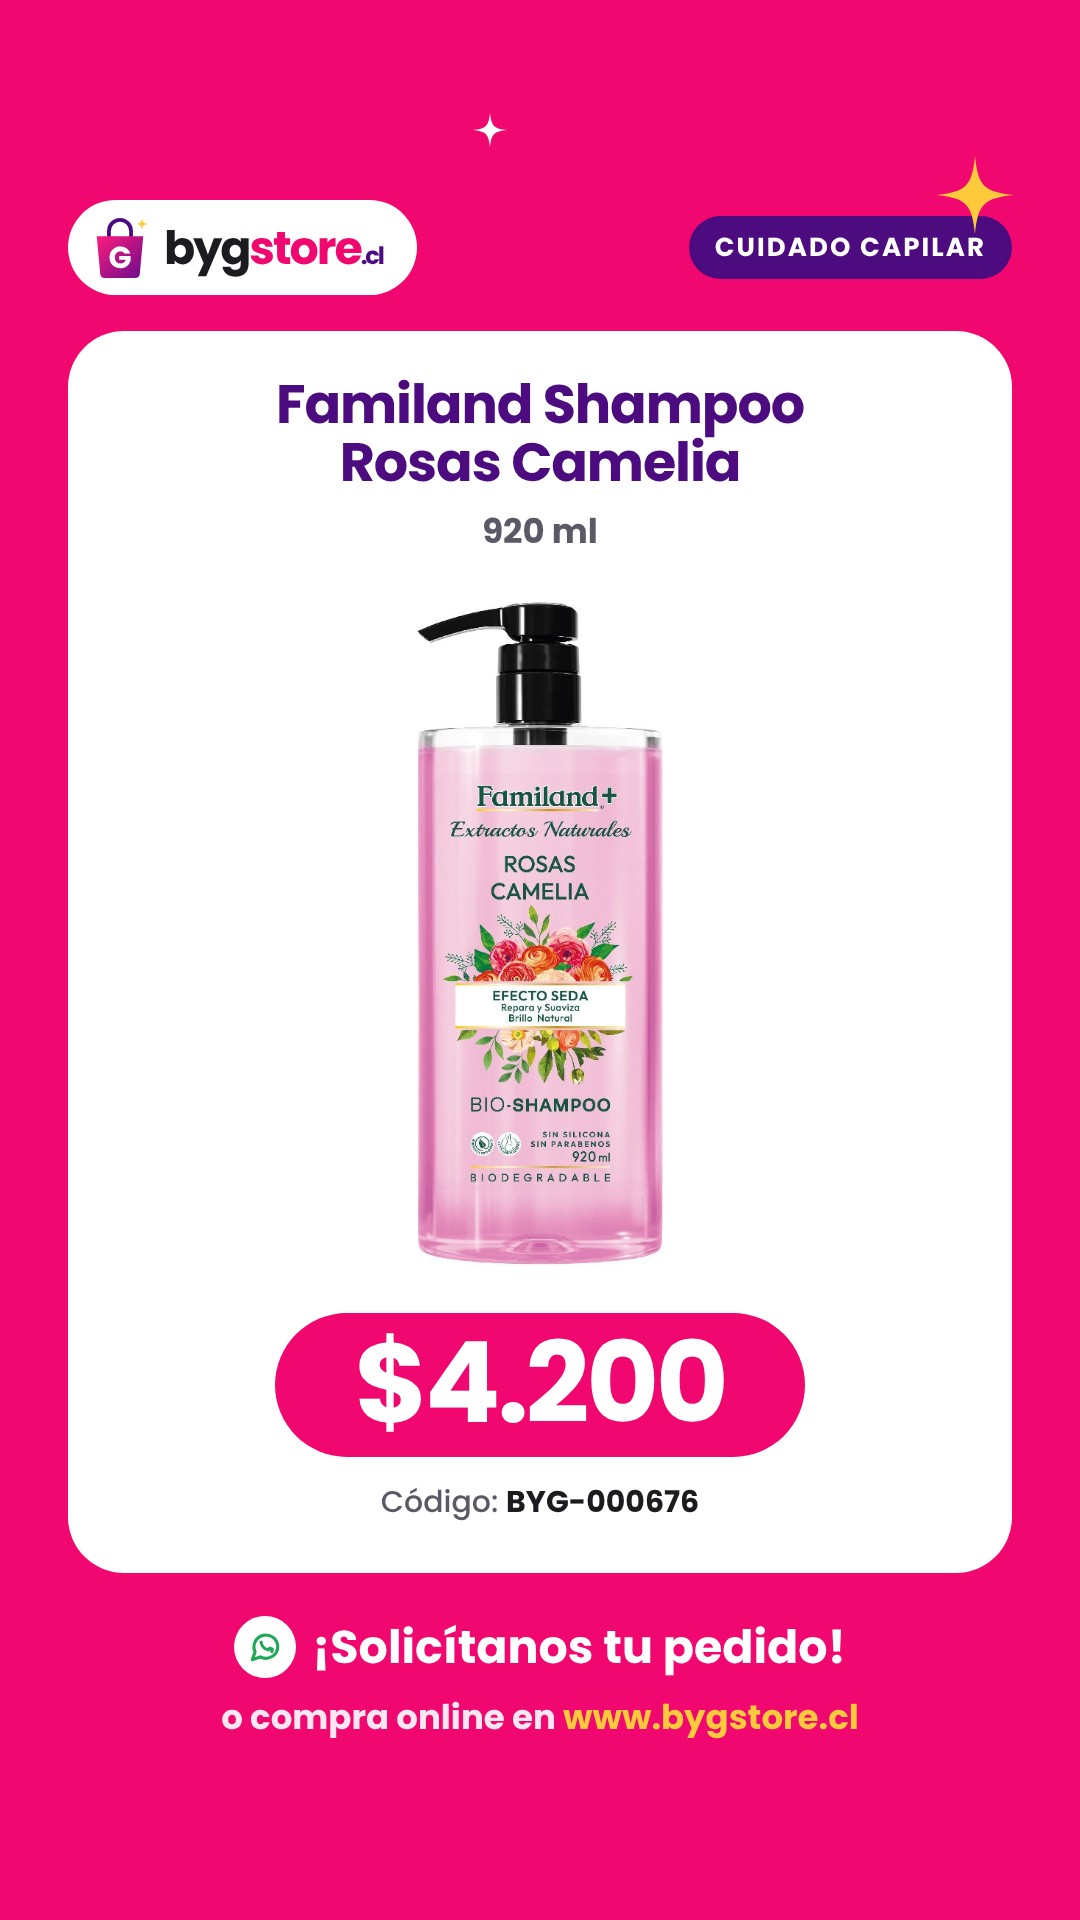 bygstore.cl
CUIDADO CAPILAR
Familand Shampoo
Rosas Camelia
920 ml
Familand+
Extractos Naturales
ROSAS
CAMELIA
EFECTO SEDA
Repara y Suaviza
Brillo Natural
BIO-SHAMPOO
SIN SILICONA
SIN PARABENOS
920 ml
BIODEGRADABLE
$4.200
Código: BYG-000676
¡Solicítanos tu pedido!
o compra online en www.bygstore.cl